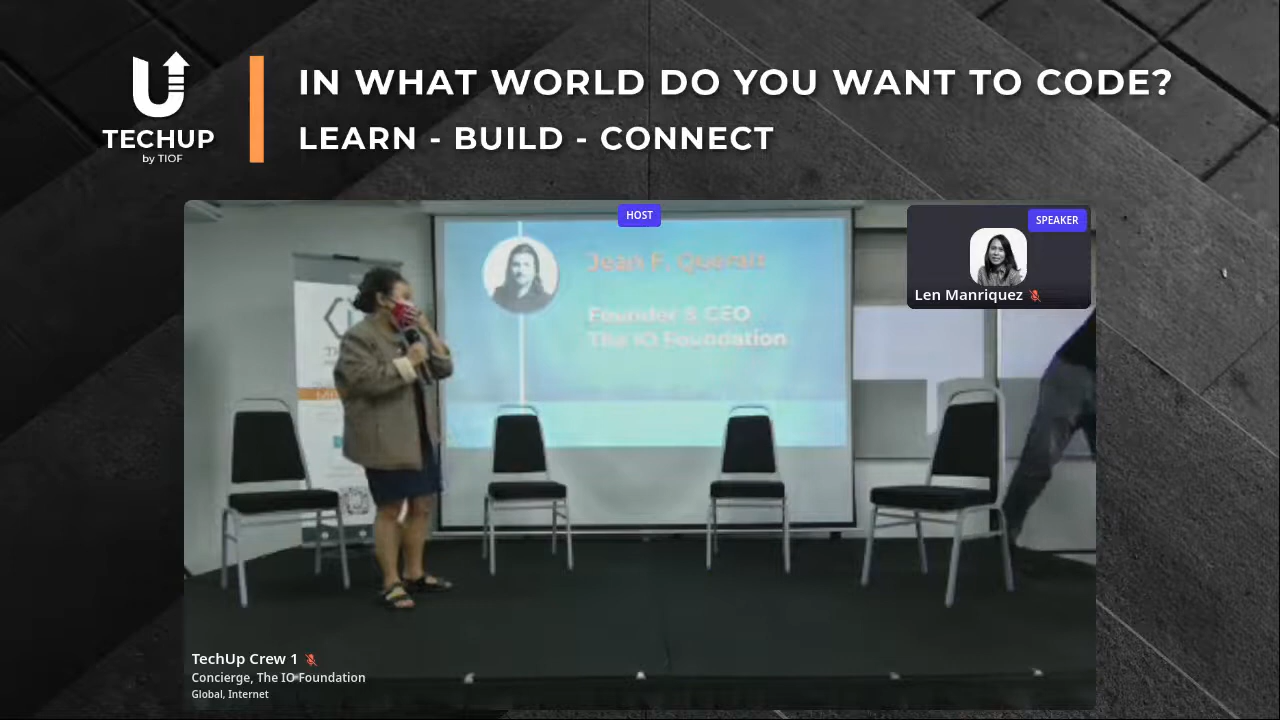 IN WHAT WORLD DO YOU WANT TO CODE?
LEARN - BUILD - CONNECT
TECHUP
by TIOF
HOST
SPEAKER
Len Manriquez
Jean F. Queralt
Founder & CEO
The IO Foundation
TechUp Crew 1
Concierge, The IO Foundation
Global, Internet